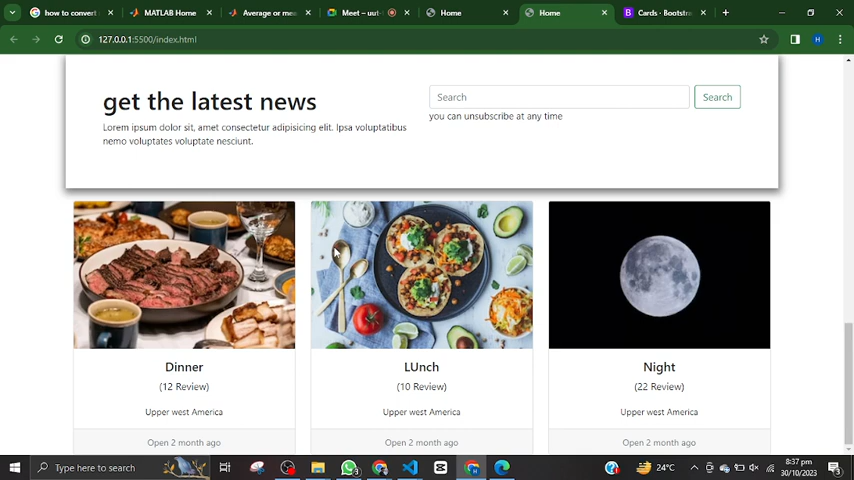 how to convert
MATLAB Home
Average or me
Meet – uut
Home
Home
Cards · Bootstr
127.0.0.1:5500/index.html
H
get the latest news
Lorem ipsum dolor sit, amet consectetur adipisicing elit. Ipsa voluptatibus
nemo voluptates voluptate nesciunt.
Search
Search
you can unsubscribe at any time
Dinner
(12 Review)
Upper west America
Open 2 month ago
LUnch
(10 Review)
Upper west America
Open 2 month ago
Night
(22 Review)
Upper west America
Open 2 month ago
Type here to search
3
24°C
8:37 pm
30/10/2023
3